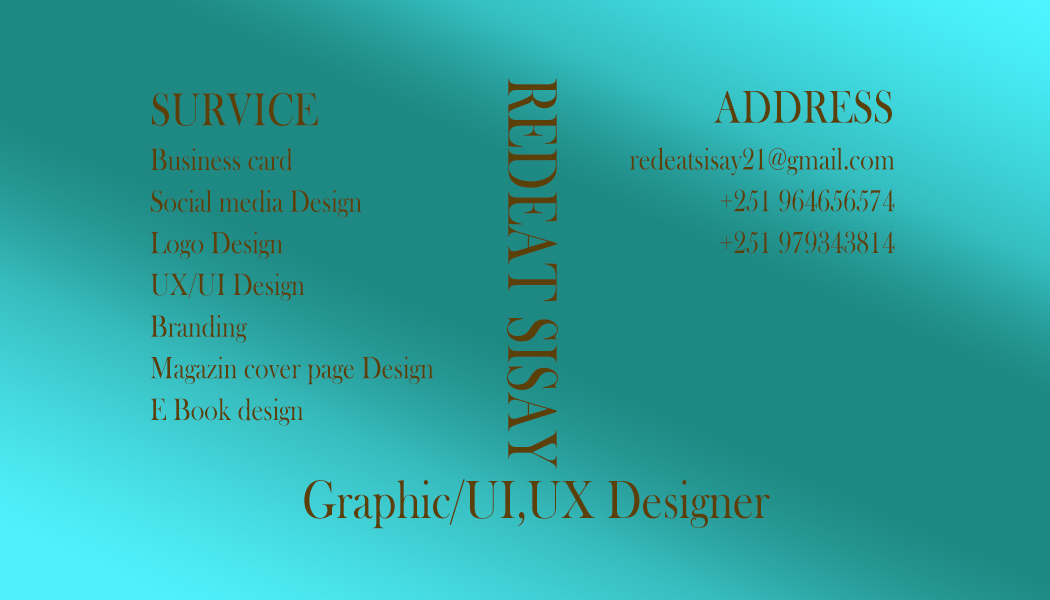 SURVICE
Business card
Social media Design
Logo Design
UX/UI Design
Branding
Magazin cover page Design
E Book design
REDEAT SISAY
ADDRESS
redeatsisay21@gmail.com
+251 964656574
+251 979343814
Graphic/UI,UX Designer